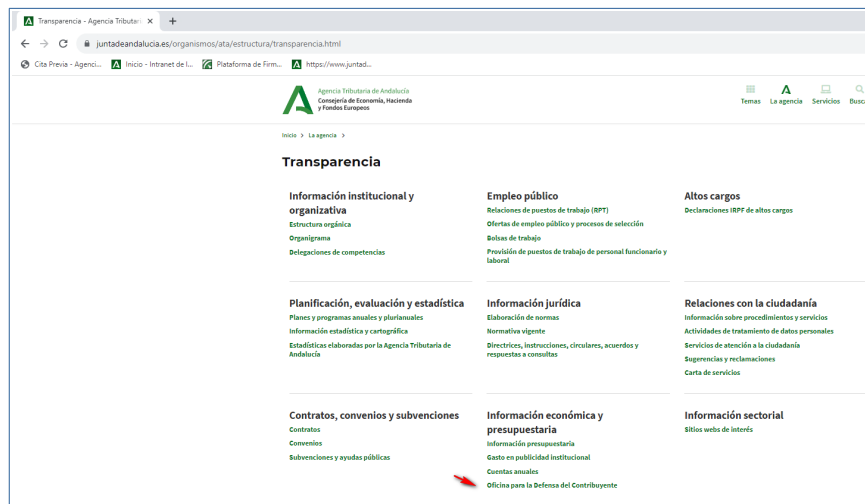 Transparencia - Agencia Tributari
juntadeandalucia.es/organismos/ata/estructura/transparencia.html
Cita Previa - Agenci...
Inicio - Intranet de l...
Plataforma de Firm...
https://www.juntad...
Agencia Tributaria de Andalucía
Consejería de Economía, Hacienda
y Fondos Europeos
Temas
La agencia
Servicios
Busca
Inicio > La agencia >
Transparencia
Información institucional y
organizativa
Estructura orgánica
Organigrama
Delegaciones de competencias
Empleo público
Relaciones de puestos de trabajo (RPT)
Ofertas de empleo público y procesos de selección
Bolsas de trabajo
Provisión de puestos de trabajo de personal funcionario y
laboral
Altos cargos
Declaraciones IRPF de altos cargos
Planificación, evaluación y estadística
Planes y programas anuales y plurianuales
Información estadística y cartográfica
Estadísticas elaboradas por la Agencia Tributaria de
Andalucía
Información jurídica
Elaboración de normas
Normativa vigente
Directrices, instrucciones, circulares, acuerdos y
respuestas a consultas
Relaciones con la ciudadanía
Información sobre procedimientos y servicios
Actividades de tratamiento de datos personales
Servicios de atención a la ciudadanía
Sugerencias y reclamaciones
Carta de servicios
Contratos, convenios y subvenciones
Contratos
Convenios
Subvenciones y ayudas públicas
Información económica y
presupuestaria
Información presupuestaria
Gasto en publicidad institucional
Cuentas anuales
Oficina para la Defensa del Contribuyente
Información sectorial
Sitios webs de interés